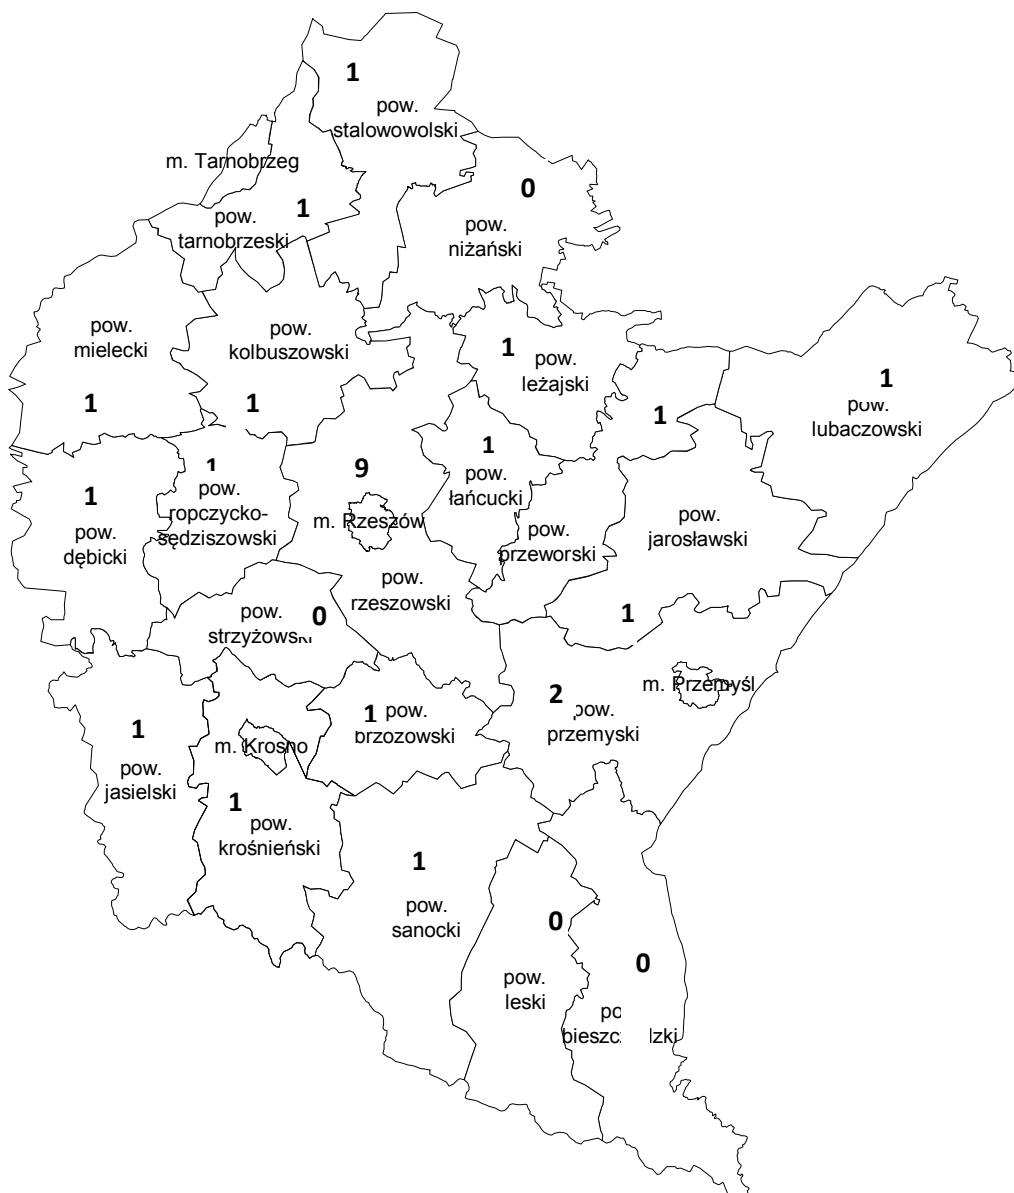 1
pow.
stalowowolski
m. Tarnobrzeg
0
1
pow.
tarnobrzeski
pow.
niżański
pow.
mielecki
1
pow.
kolbuszowski
1
1
pow.
leżajski
1
1
pow.
lubaczowski
1
pow.
dębicki
1
pow.
ropczycko-
sędziszowski
9
m. Rzeszów
pow.
rzeszowski
1
pow.
łańcucki
pow.
przeworski
pow.
jarosławski
1
pow.
strzyżowski
0
2
pow.
przemyski
m. Przemyśl
1
pow.
jasielski
m. Krosno
1
pow.
krośnieński
1
pow.
brzozowski
1
pow.
sanocki
0
pow.
leski
0